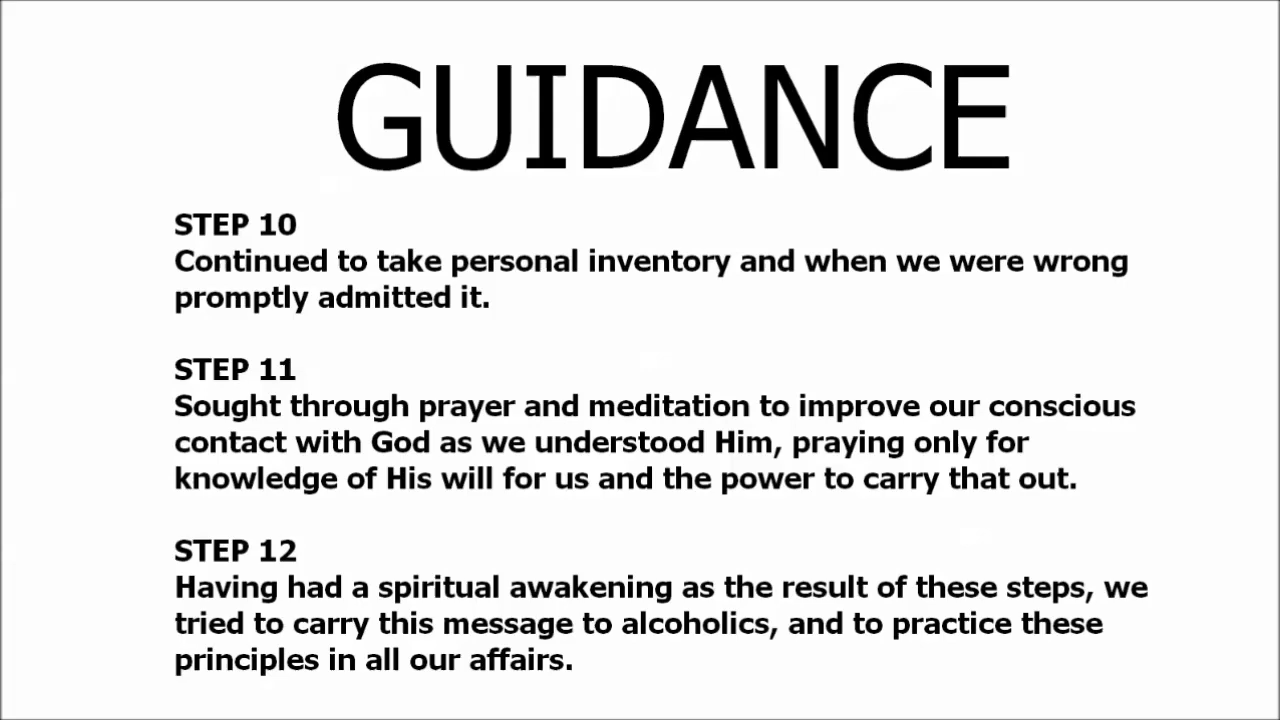 GUIDANCE
STEP 10
Continued to take personal inventory and when we were wrong
promptly admitted it.
STEP 11
Sought through prayer and meditation to improve our conscious
contact with God as we understood Him, praying only for
knowledge of His will for us and the power to carry that out.
STEP 12
Having had a spiritual awakening as the result of these steps, we
tried to carry this message to alcoholics, and to practice these
principles in all our affairs.